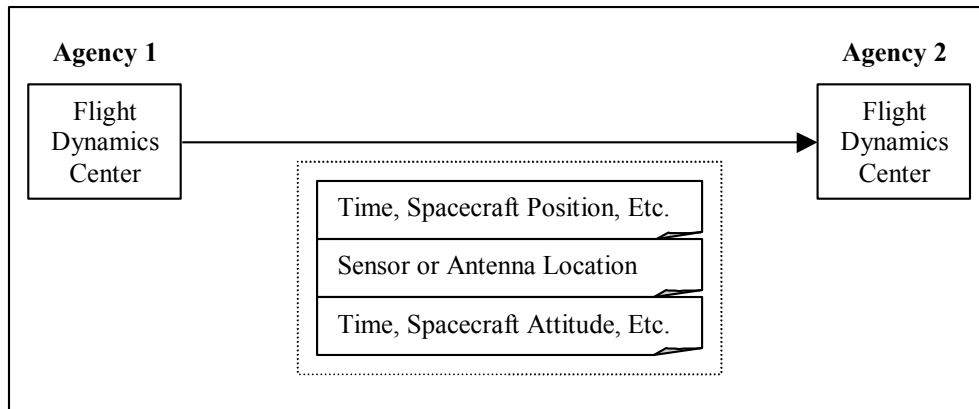 Agency 1
Agency 2
Flight
Dynamics
Center
Flight
Dynamics
Center
Time, Spacecraft Position, Etc.
Sensor or Antenna Location
Time, Spacecraft Attitude, Etc.